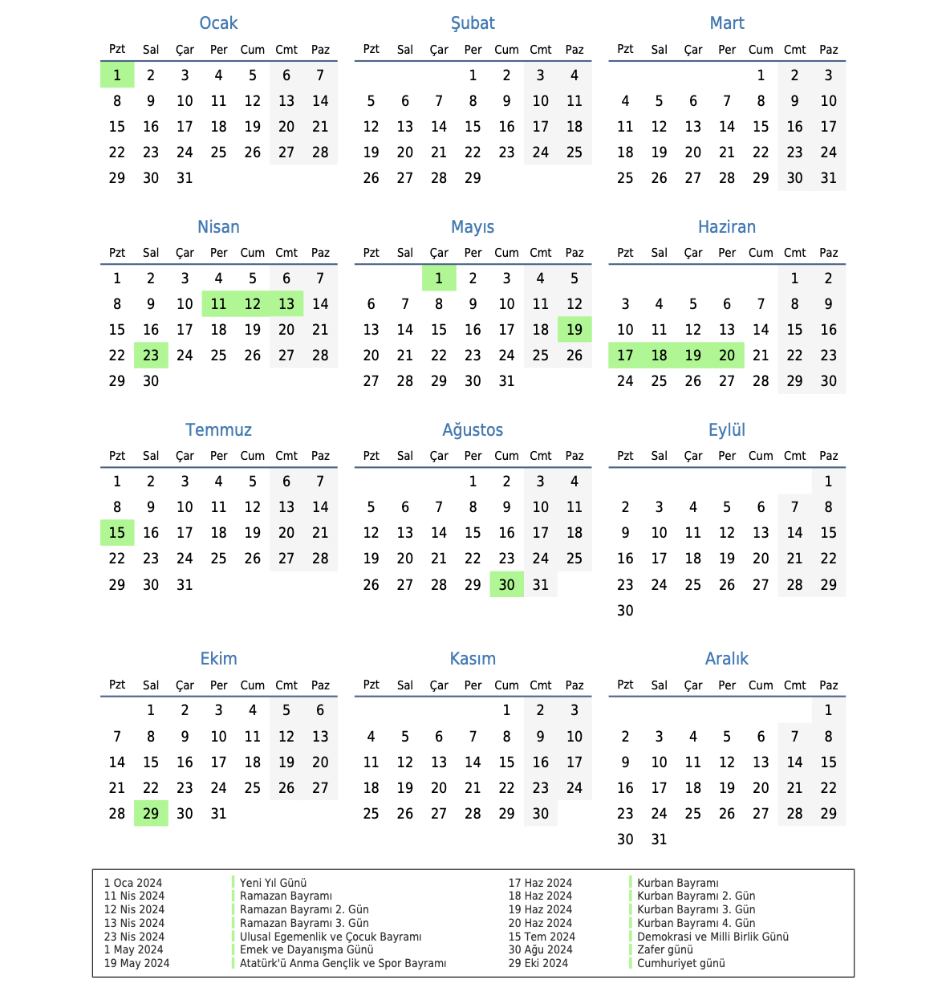 Ocak Şubat Mart
Pzt Sal Çar Per Cum Cmt Paz Pzt Sal Çar Per Cum Cmt Paz Pzt Sal Çar Per Cum Cmt Paz
1 2 3 4 5 6 7 1 2 3 4 1 2 3
8 9 10 11 12 13 14 5 6 7 8 9 10 11 4 5 6 7 8 9 10
15 16 17 18 19 20 21 12 13 14 15 16 17 18 11 12 13 14 15 16 17
22 23 24 25 26 27 28 19 20 21 22 23 24 25 18 19 20 21 22 23 24
29 30 31 26 27 28 29 25 26 27 28 29 30 31
Nisan Mayıs Haziran
Pzt Sal Çar Per Cum Cmt Paz Pzt Sal Çar Per Cum Cmt Paz Pzt Sal Çar Per Cum Cmt Paz
1 2 3 4 5 6 7 1 2 3 4 5 1 2
8 9 10 11 12 13 14 6 7 8 9 10 11 12 3 4 5 6 7 8 9
15 16 17 18 19 20 21 13 14 15 16 17 18 19 10 11 12 13 14 15 16
22 23 24 25 26 27 28 20 21 22 23 24 25 26 17 18 19 20 21 22 23
29 30 27 28 29 30 31 24 25 26 27 28 29 30
Temmuz Ağustos Eylül
Pzt Sal Çar Per Cum Cmt Paz Pzt Sal Çar Per Cum Cmt Paz Pzt Sal Çar Per Cum Cmt Paz
1 2 3 4 5 6 7 1 2 3 4 1
8 9 10 11 12 13 14 5 6 7 8 9 10 11 2 3 4 5 6 7 8
15 16 17 18 19 20 21 12 13 14 15 16 17 18 9 10 11 12 13 14 15
22 23 24 25 26 27 28 19 20 21 22 23 24 25 16 17 18 19 20 21 22
29 30 31 26 27 28 29 30 31 23 24 25 26 27 28 29
30
Ekim Kasım Aralık
Pzt Sal Çar Per Cum Cmt Paz Pzt Sal Çar Per Cum Cmt Paz Pzt Sal Çar Per Cum Cmt Paz
1 2 3 4 5 6 1 2 3 1
7 8 9 10 11 12 13 4 5 6 7 8 9 10 2 3 4 5 6 7 8
14 15 16 17 18 19 20 11 12 13 14 15 16 17 9 10 11 12 13 14 15
21 22 23 24 25 26 27 18 19 20 21 22 23 24 16 17 18 19 20 21 22
28 29 30 31 25 26 27 28 29 30 23 24 25 26 27 28 29
30 31
1 Oca 2024 Yeni Yıl Günü 17 Haz 2024 Kurban Bayramı
11 Nis 2024 Ramazan Bayramı 18 Haz 2024 Kurban Bayramı 2. Gün
12 Nis 2024 Ramazan Bayramı 2. Gün 19 Haz 2024 Kurban Bayramı 3. Gün
13 Nis 2024 Ramazan Bayramı 3. Gün 20 Haz 2024 Kurban Bayramı 4. Gün
23 Nis 2024 Ulusal Egemenlik ve Çocuk Bayramı 15 Tem 2024 Demokrasi ve Milli Birlik Günü
1 May 2024 Emek ve Dayanışma Günü 30 Ağu 2024 Zafer günü
19 May 2024 Atatürk'ü Anma Gençlik ve Spor Bayramı 29 Eki 2024 Cumhuriyet günü